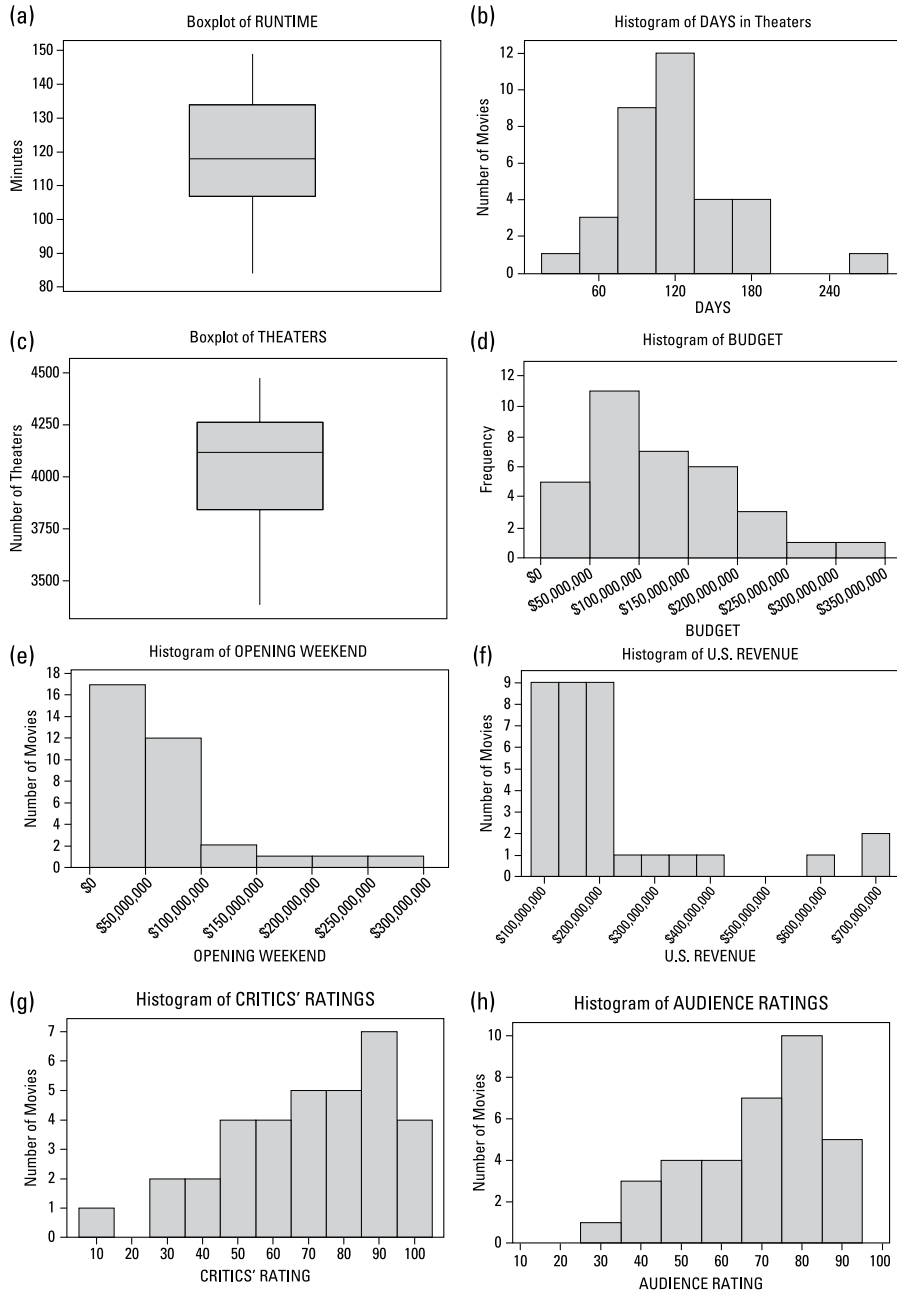 (a)
Boxplot of RUNTIME
150
140
130
120
110
100
90
80
Minutes
(b)
Histogram of DAYS in Theaters
12
10
8
6
4
2
0
Number of Movies
60 120 180 240
DAYS
(c)
Boxplot of THEATERS
4500
4250
4000
3750
3500
Number of Theaters
(d)
Histogram of BUDGET
12
10
8
6
4
2
0
Frequency
$0 $50,000,000 $100,000,000 $150,000,000 $200,000,000 $250,000,000 $300,000,000 $350,000,000
BUDGET
(e)
Histogram of OPENING WEEKEND
18
16
14
12
10
8
6
4
2
0
Number of Movies
$0 $50,000,000 $100,000,000 $150,000,000 $200,000,000 $250,000,000 $300,000,000
OPENING WEEKEND
(f)
Histogram of U.S. REVENUE
9
8
7
6
5
4
3
2
1
0
Number of Movies
$100,000,000 $200,000,000 $300,000,000 $400,000,000 $500,000,000 $600,000,000 $700,000,000
U.S. REVENUE
(g)
Histogram of CRITICS' RATINGS
7
6
5
4
3
2
1
0
Number of Movies
10 20 30 40 50 60 70 80 90 100
CRITICS' RATING
(h)
Histogram of AUDIENCE RATINGS
10
8
6
4
2
0
Number of Movies
10 20 30 40 50 60 70 80 90 100
AUDIENCE RATING